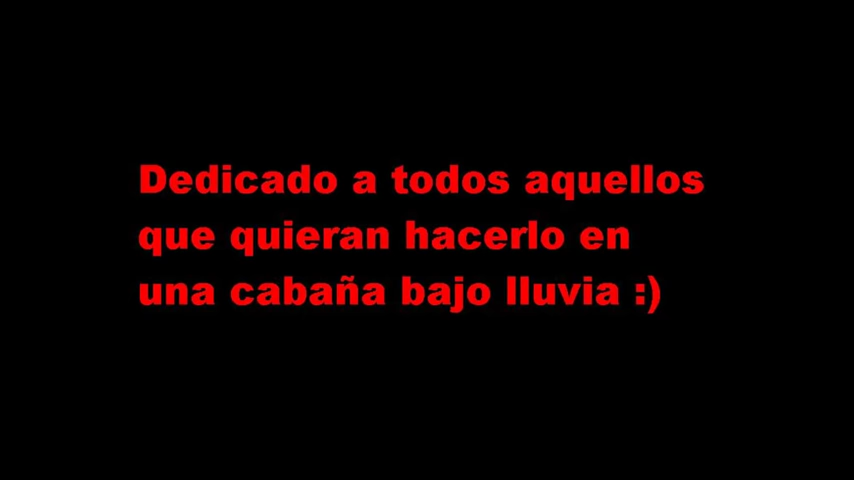 Dedicado a todos aquellos
que quieran hacerlo en
una cabaña bajo lluvia :)